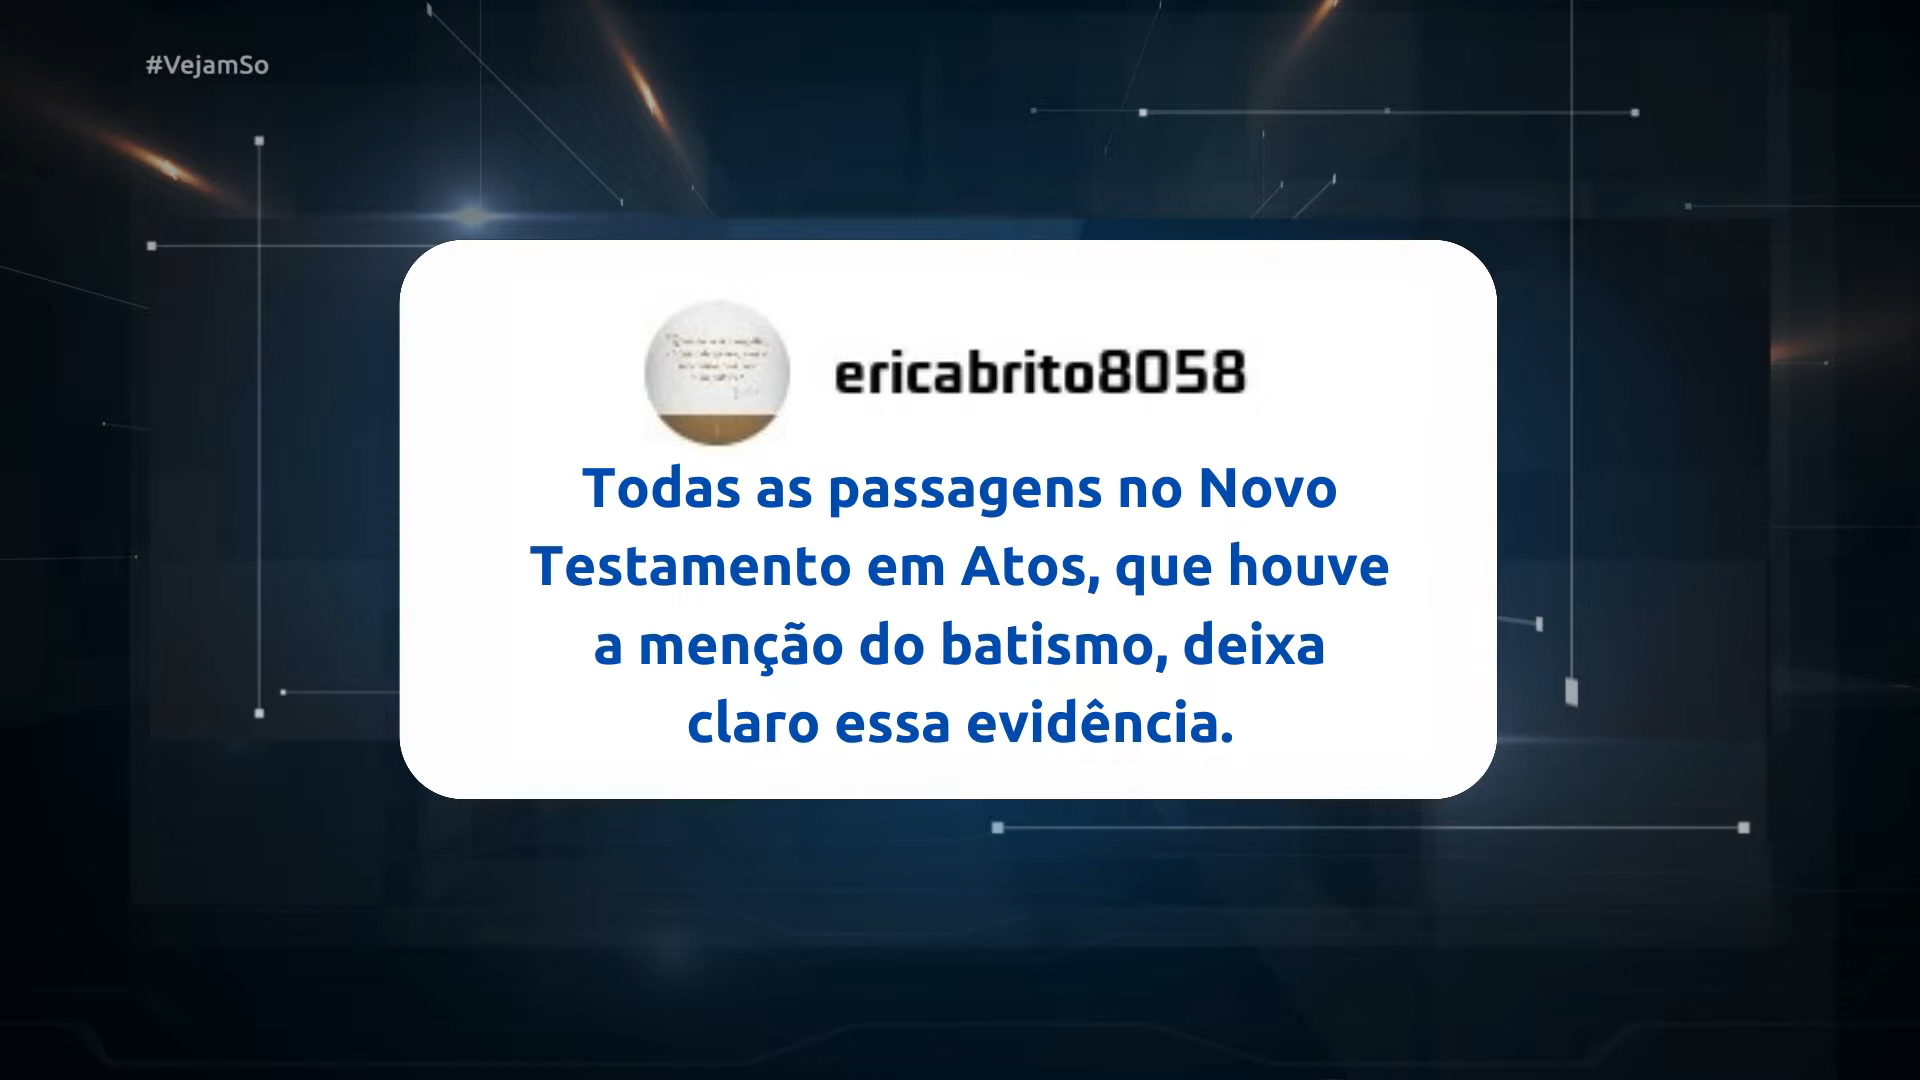 #VejamSo
ericabrito8058
Todas as passagens no Novo
Testamento em Atos, que houve
a menção do batismo, deixa
claro essa evidência.